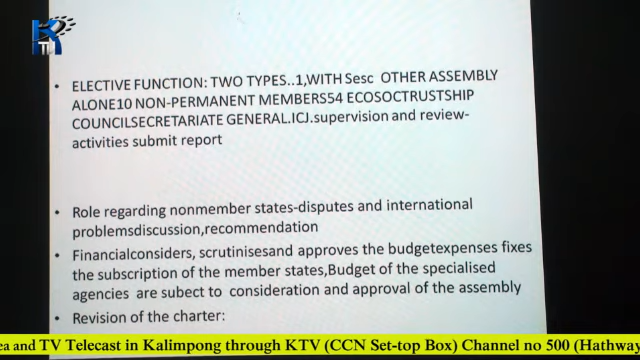 KTV
• ELECTIVE FUNCTION: TWO TYPES..1,WITH Sesc  OTHER ASSEMBLY
ALONE10 NON-PERMANENT MEMBERS54 ECOSOCTRUSTSHIP
COUNCILSECRETARIATE GENERAL.ICJ.supervision and review-
activities submit report
• Role regarding nonmember states-disputes and international
problemsdiscussion,recommendation
• Financialconsiders, scrutinisesand approves the budgetexpenses fixes
the subscription of the member states,Budget of the specialised
agencies  are subect to  consideration and approval of the assembly
• Revision of the charter:
ea and TV Telecast in Kalimpong through KTV (CCN Set-top Box) Channel no 500 (Hathway